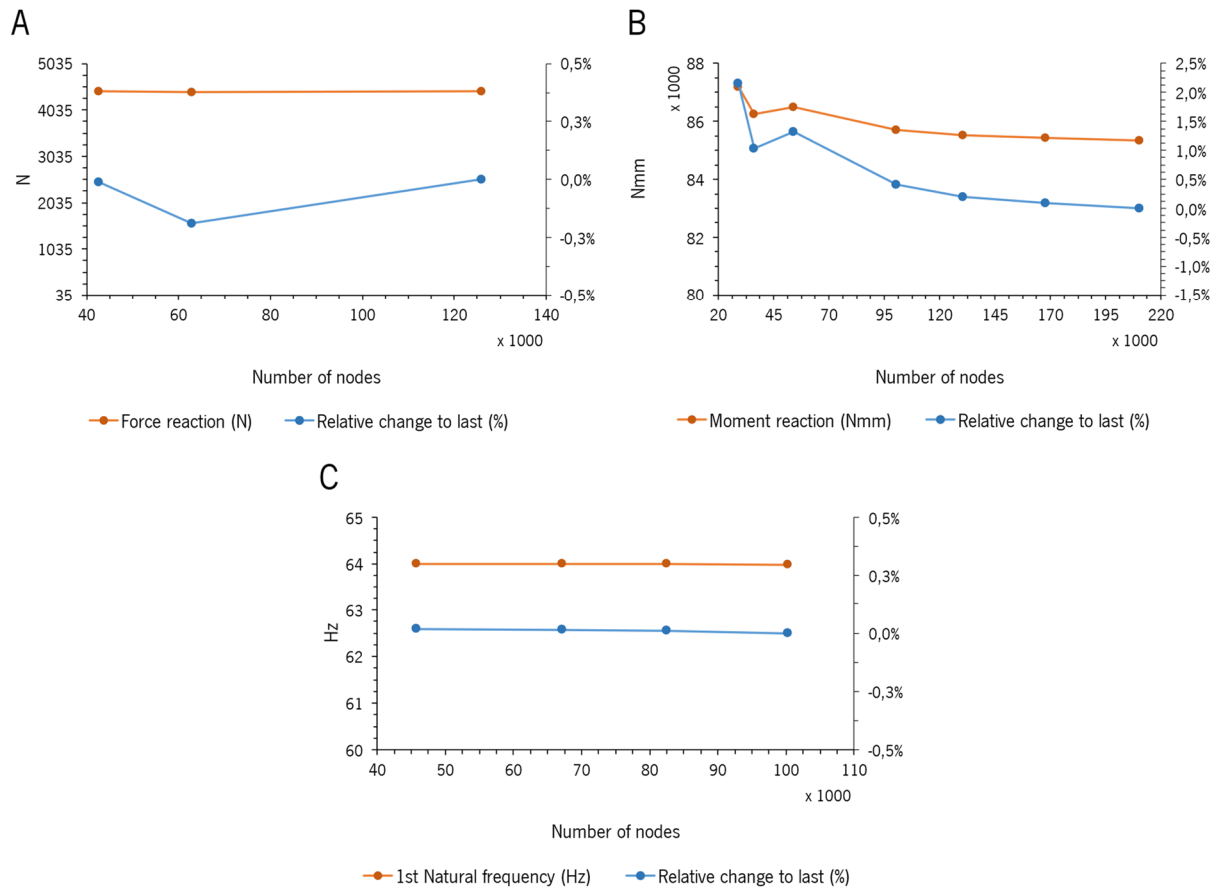 A
5035
4035
3035
2035
1035
35
N
0,5%
0,3%
0,0%
-0,3%
-0,5%
40 60 80 100 120 140
x 1000
Number of nodes
Force reaction (N) Relative change to last (%)
B
88
86
84
82
80
x 1000
Nmm
2,5%
2,0%
1,5%
1,0%
0,5%
0,0%
-0,5%
-1,0%
-1,5%
20 45 70 95 120 145 170 195 220
x 1000
Number of nodes
Moment reaction (Nmm) Relative change to last (%)
C
65
64
63
62
61
60
Hz
0,5%
0,3%
0,0%
-0,3%
-0,5%
40 50 60 70 80 90 100 110
x 1000
Number of nodes
1st Natural frequency (Hz) Relative change to last (%)